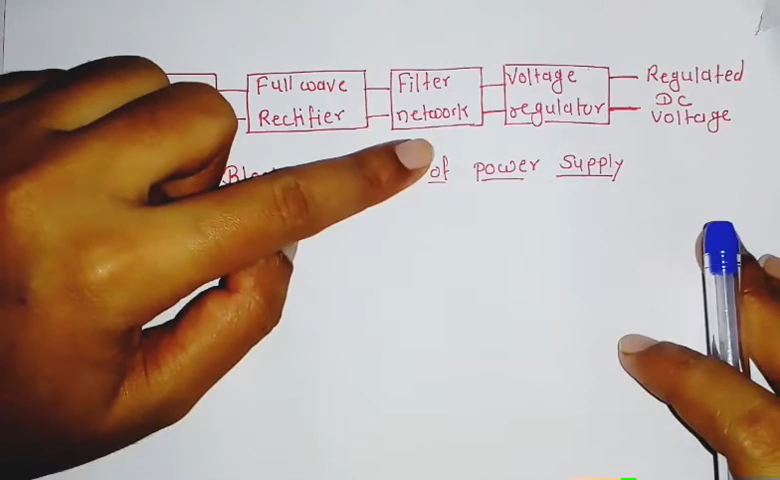 Full wave
Rectifier
Filter
network
Voltage
regulator
Regulated
DC
Voltage
of power Supply